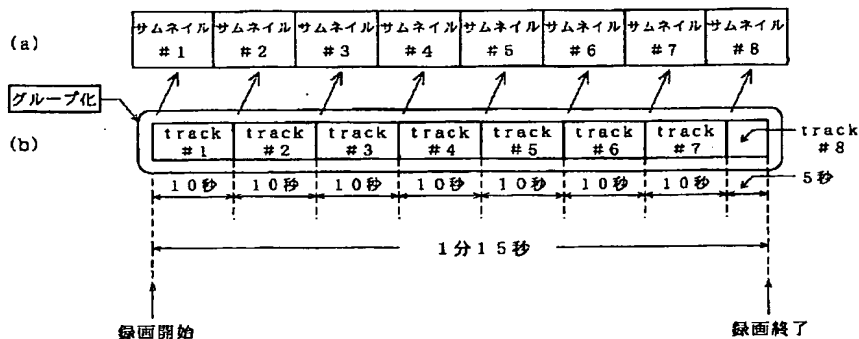 (a)
サムネイル サムネイル サムネイル サムネイル サムネイル サムネイル サムネイル サムネイル
#1 #2 #3 #4 #5 #6 #7 #8
グループ化
(b)
track track track track track track track track
#1 #2 #3 #4 #5 #6 #7 #8
10秒 10秒 10秒 10秒 10秒 10秒 10秒 5秒
1分15秒
録画開始 録画終了